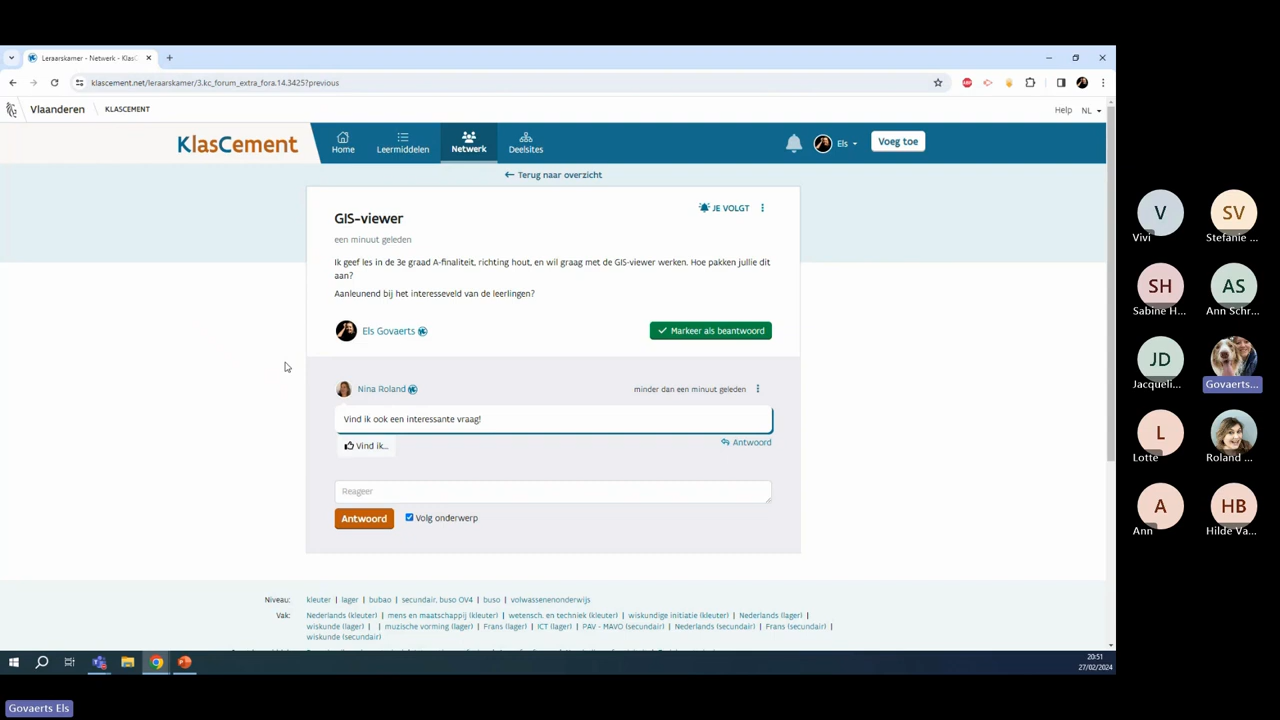 Leraarskamer - Netwerk - Klas
klascement.net/leraarskamer/3.kc_forum_extra_fora.14.3425?previous
Vlaanderen
KLASCEMENT
Help
NL
KlasCement
Home
Leermiddelen
Netwerk
Deelsites
Els
Voeg toe
Terug naar overzicht
GIS-viewer
JE VOLGT
een minuut geleden
Ik geef les in de 3e graad A-finaliteit, richting hout, en wil graag met de GIS-viewer werken. Hoe pakken jullie dit
aan?
Aanleunend bij het interesseveld van de leerlingen?
Els Govaerts
Markeer als beantwoord
Nina Roland
minder dan een minuut geleden
Vind ik ook een interessante vraag!
Vind ik...
Antwoord
Reageer
Antwoord
Volg onderwerp
Niveau: kleuter | lager | bubao | secundair, buso OV4 | buso | volwassenenonderwijs
Vak: Nederlands (kleuter) | mens en maatschappij (kleuter) | wetensch. en techniek (kleuter) | wiskundige initiatie (kleuter) | Nederlands (lager) |
wiskunde (lager) | muzische vorming (lager) | Frans (lager) | ICT (lager) | PAV - MAVO (secundair) | Nederlands (secundair) | Frans (secundair) |
wiskunde (secundair)
20:51
27/02/2024
V
Vivi
SV
Stefanie ...
SH
Sabine H...
AS
Ann Schr...
JD
Jacqueli...
Govaerts...
L
Lotte
Roland ...
A
Ann
HB
Hilde Va...
Govaerts Els